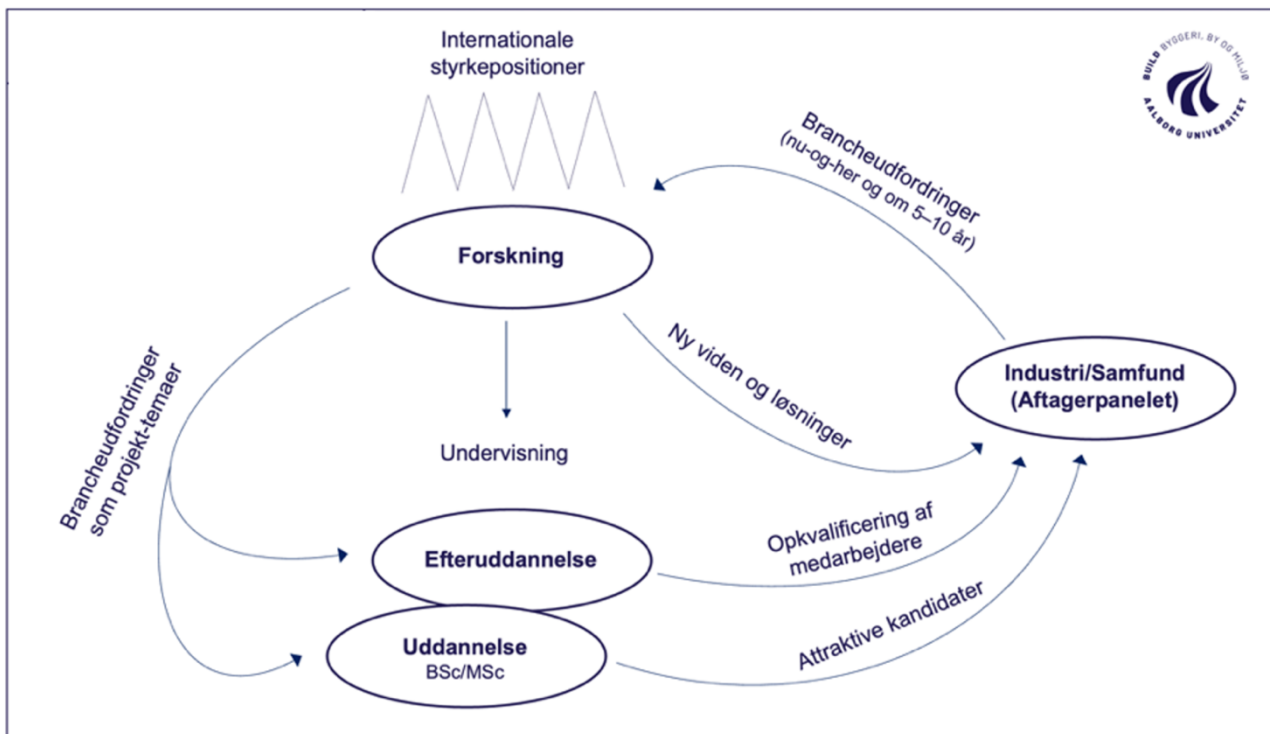 Internationale
styrkepositioner
BUILD BYGGERI, BY OG MILJØ
AALBORG UNIVERSITET
Brancheudfordringer
(nu-og-her og om 5–10 år)
Forskning
Ny viden og løsninger
Industri/Samfund
(Aftagerpanelet)
Brancheudfordringer
som projekt-temaer
Undervisning
Efteruddannelse
Opkvalificering af
medarbejdere
Uddannelse
BSc/MSc
Attraktive kandidater